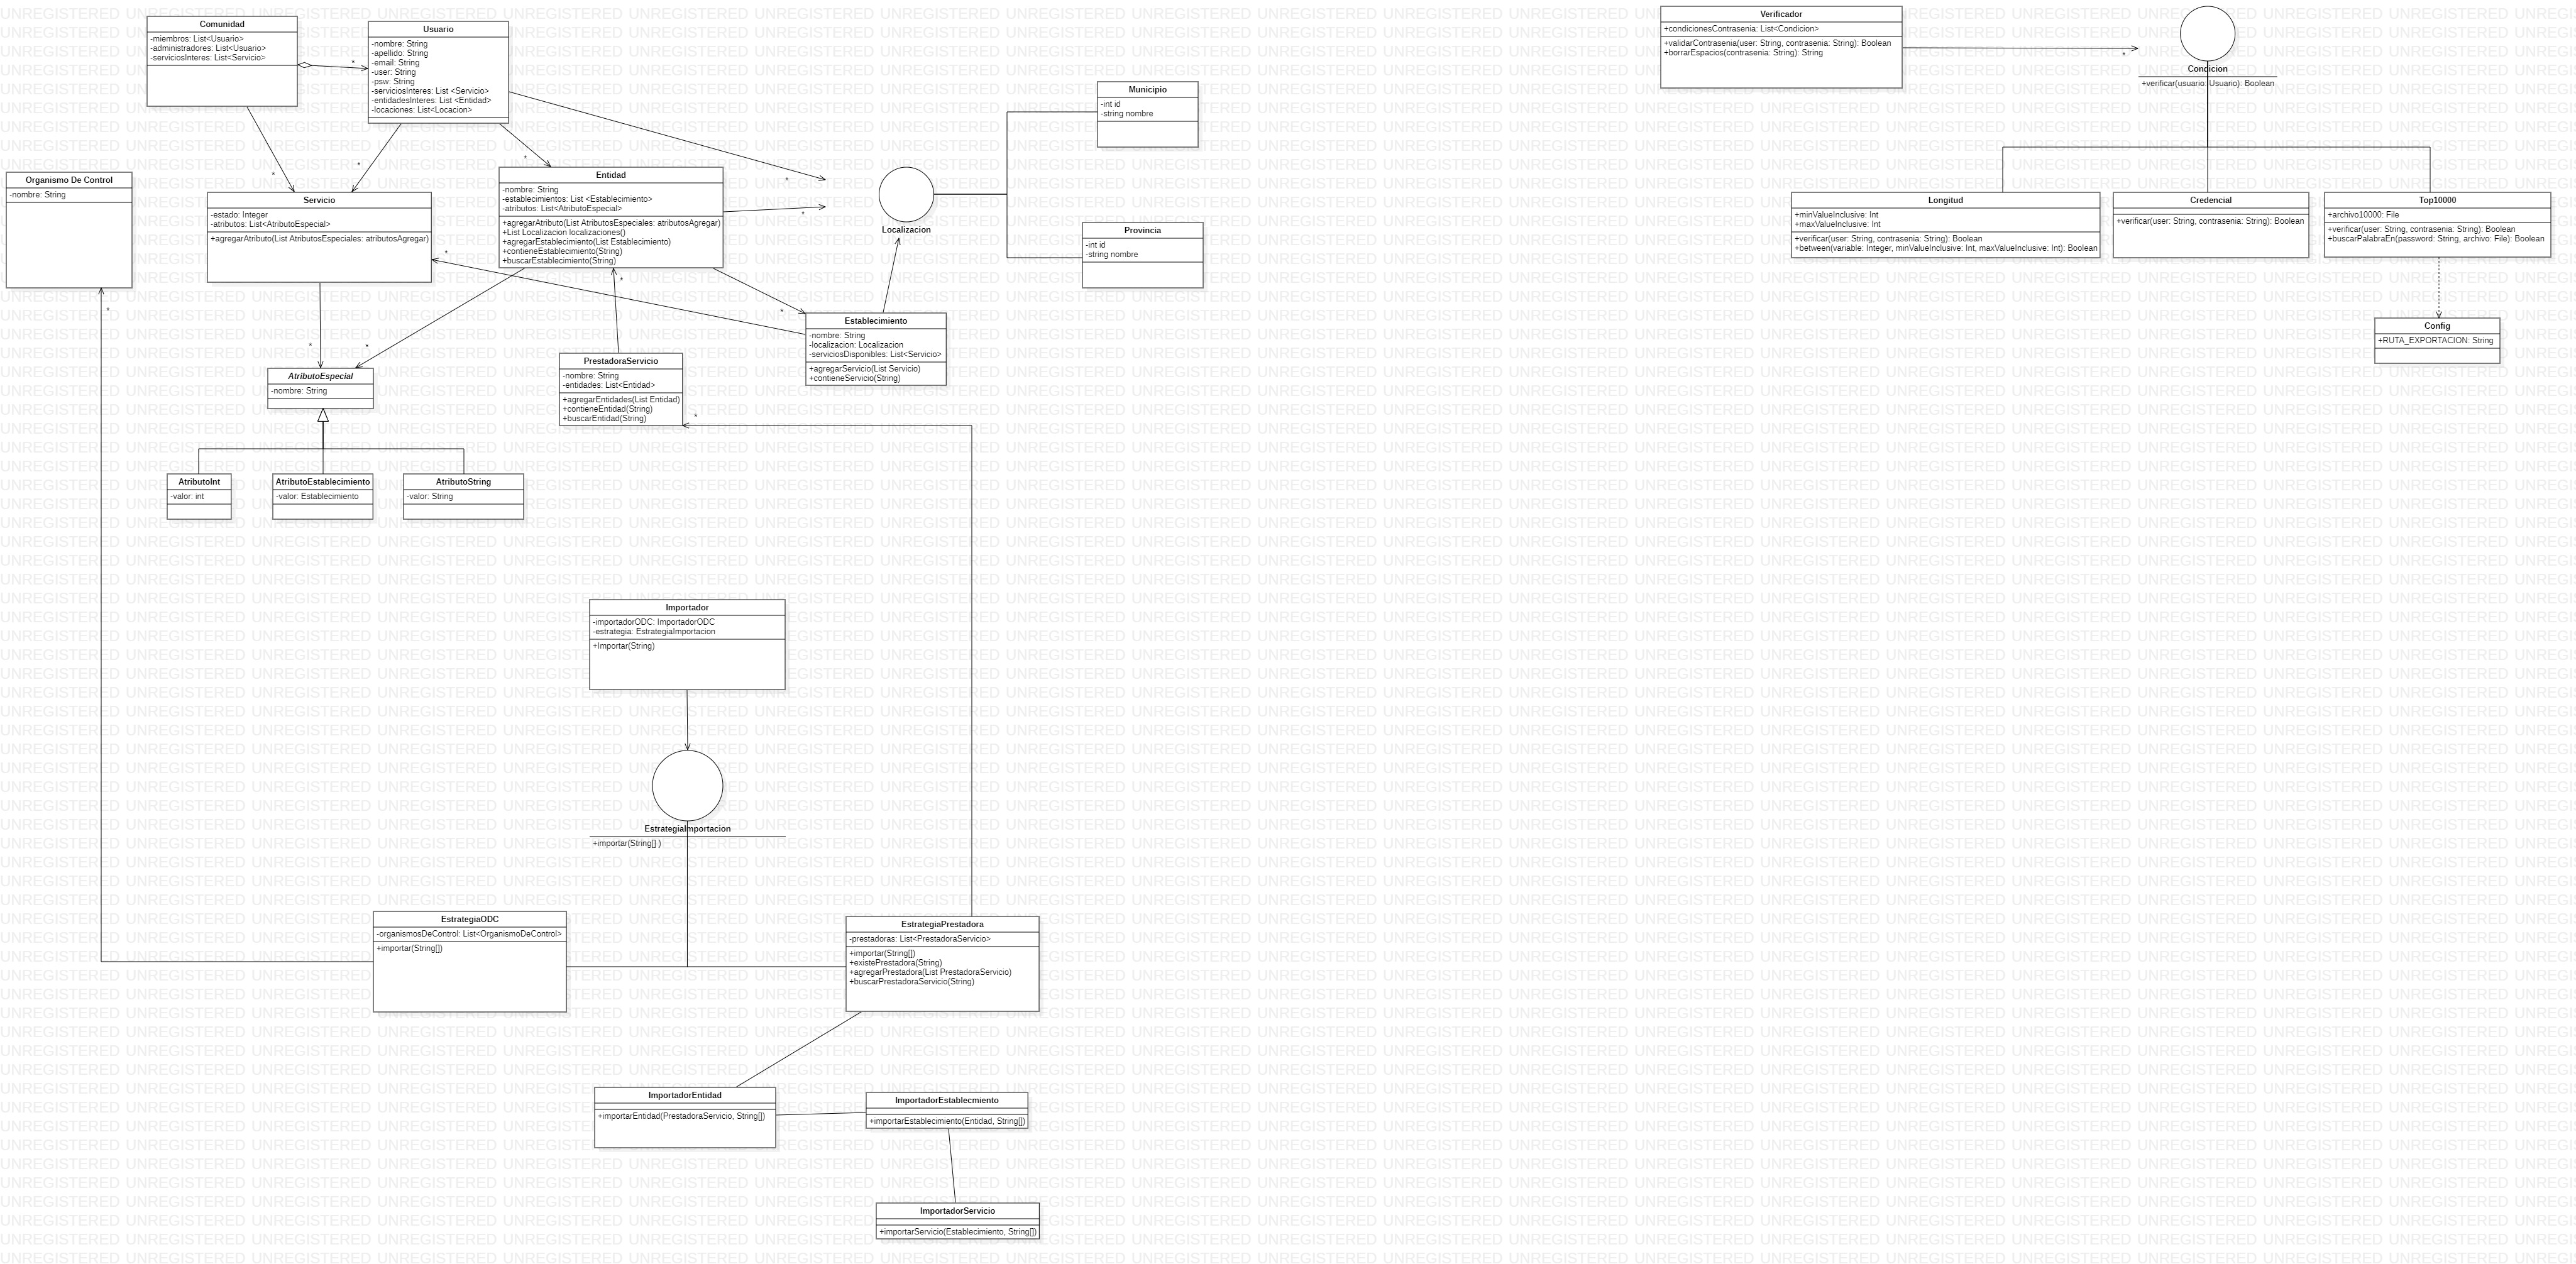 Comunidad
-miembros: List<Usuario>
-administradores: List<Usuario>
-serviciosInteres: List<Servicio>
Usuario
-nombre: String
-apellido: String
-email: String
-user: String
-psw: String
-serviciosInteres: List <Servicio>
-entidadesInteres: List <Entidad>
-locaciones: List<Locacion>
*
Verificador
+condicionesContrasenia: List<Condicion>
+validarContrasenia(user: String, contrasenia: String): Boolean
+borrarEspacios(contrasenia: String): String
*
Condicion
+verificar(usuario: Usuario): Boolean
Municipio
-int id
-string nombre
Organismo De Control
-nombre: String
*
*
*
*
*
Servicio
-estado: Integer
-atributos: List<AtributoEspecial>
+agregarAtributo(List AtributosEspeciales: atributosAgregar)
Entidad
-nombre: String
-establecimientos: List <Establecimiento>
-atributos: List<AtributoEspecial>
+agregarAtributo(List AtributosEspeciales: atributosAgregar)
+List Localizacion localizaciones()
+agregarEstablecimiento(List Establecimiento)
+contieneEstablecimiento(String)
+buscarEstablecimiento(String)
Localizacion
Provincia
-int id
-string nombre
Longitud
+minValueInclusive: Int
+maxValueInclusive: Int
+verificar(user: String, contrasenia: String): Boolean
+between(variable: Integer, minValueInclusive: Int, maxValueInclusive: Int): Boolean
Credencial
+verificar(user: String, contrasenia: String): Boolean
Top10000
+archivo10000: File
+verificar(user: String, contrasenia: String): Boolean
+buscarPalabraEn(password: String, archivo: File): Boolean
*
*
*
*
*
*
Establecimiento
-nombre: String
-localizacion: Localizacion
-serviciosDisponibles: List<Servicio>
+agregarServicio(List Servicio)
+contieneServicio(String)
Config
+RUTA_EXPORTACION: String
PrestadoraServicio
-nombre: String
-entidades: List<Entidad>
+agregarEntidades(List Entidad)
+contieneEntidad(String)
+buscarEntidad(String)
*
AtributoEspecial
-nombre: String
AtributoInt
-valor: int
AtributoEstablecimiento
-valor: Establecimiento
AtributoString
-valor: String
Importador
-importadorODC: ImportadorODC
-estrategia: EstrategiaImportacion
+Importar(String)
EstrategiaImportacion
+importar(String[] )
EstrategiaODC
-organismosDeControl: List<OrganismoDeControl>
+importar(String[])
EstrategiaPrestadora
-prestadoras: List<PrestadoraServicio>
+importar(String[])
+existePrestadora(String)
+agregarPrestadora(List PrestadoraServicio)
+buscarPrestadoraServicio(String)
ImportadorEntidad
+importarEntidad(PrestadoraServicio, String[])
ImportadorEstablecmiento
+importarEstablecimiento(Entidad, String[])
ImportadorServicio
+importarServicio(Establecimiento, String[])
UNREGISTERED